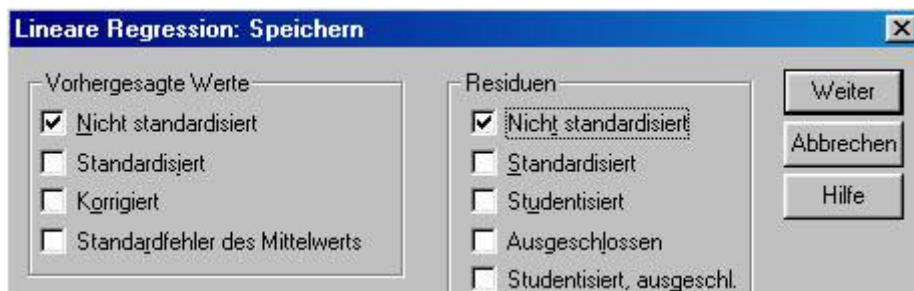 Lineare Regression: Speichern
Vorhergesagte Werte
Nicht standardisiert
Standardisiert
Korrigiert
Standardfehler des Mittelwerts
Residuen
Nicht standardisiert
Standardisiert
Studentisiert
Ausgeschlossen
Studentisiert, ausgeschl.
Weiter
Abbrechen
Hilfe